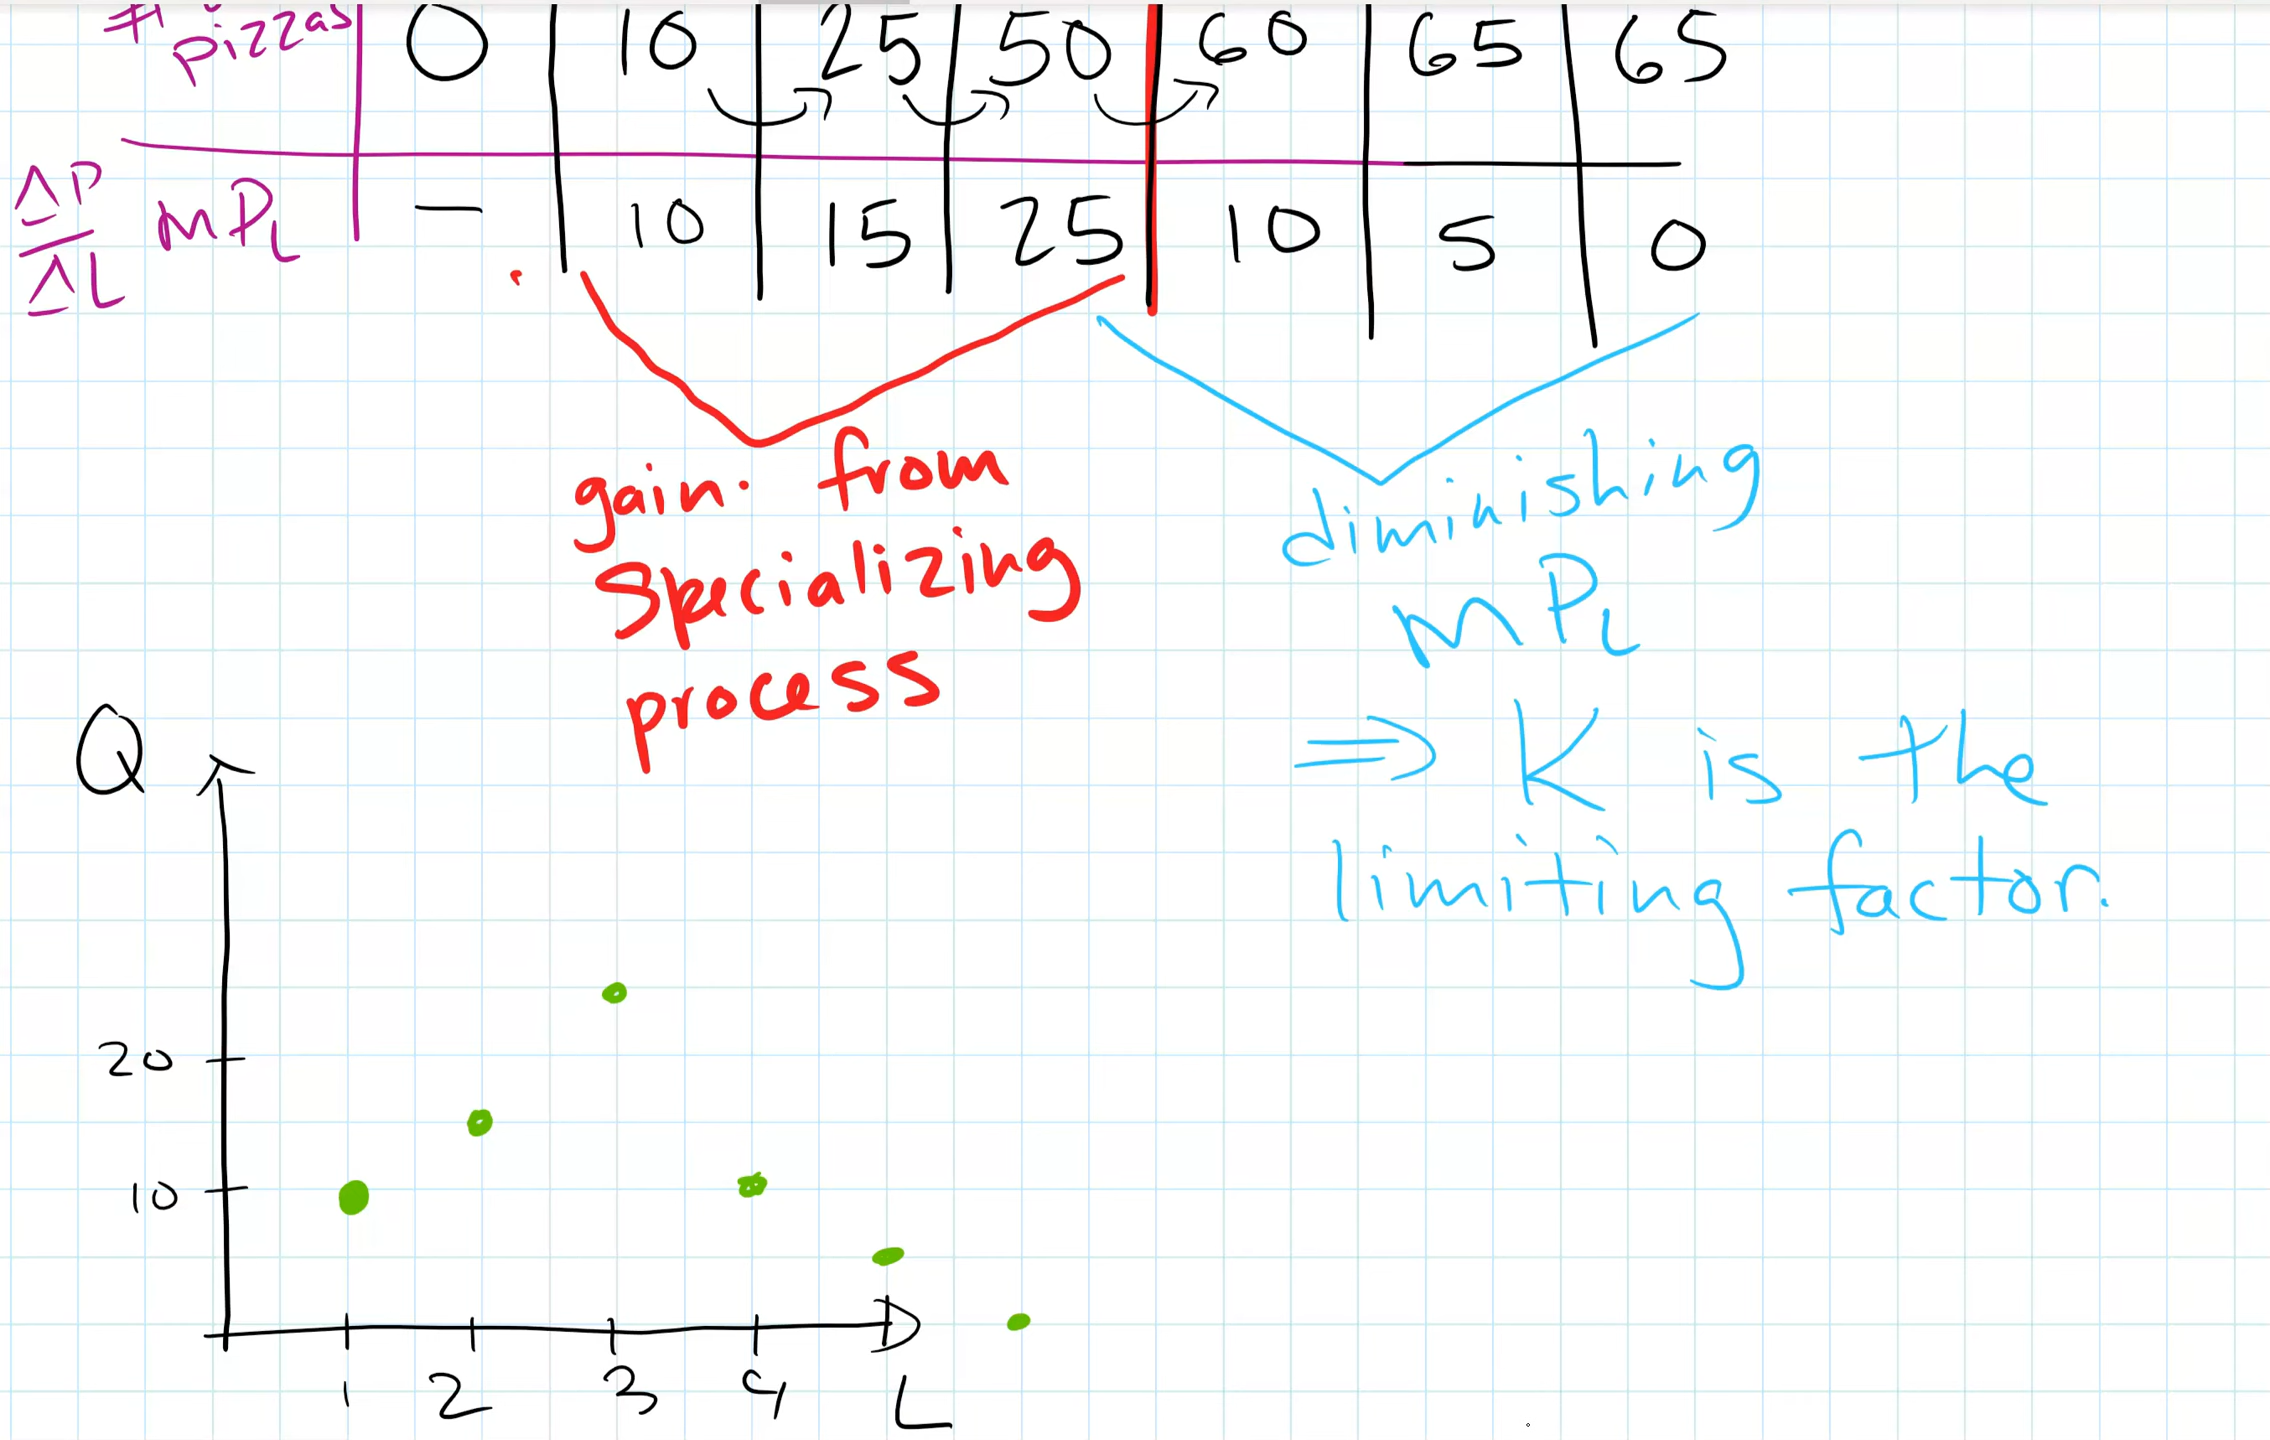 # pizzas 0 10 25 50 60 65 65
ΔP/ΔL MPL — 10 15 25 10 5 0
gain from
specializing
process
diminishing
MPL
⇒ K is the
limiting factor.
Q
20
10
1 2 3 4 L